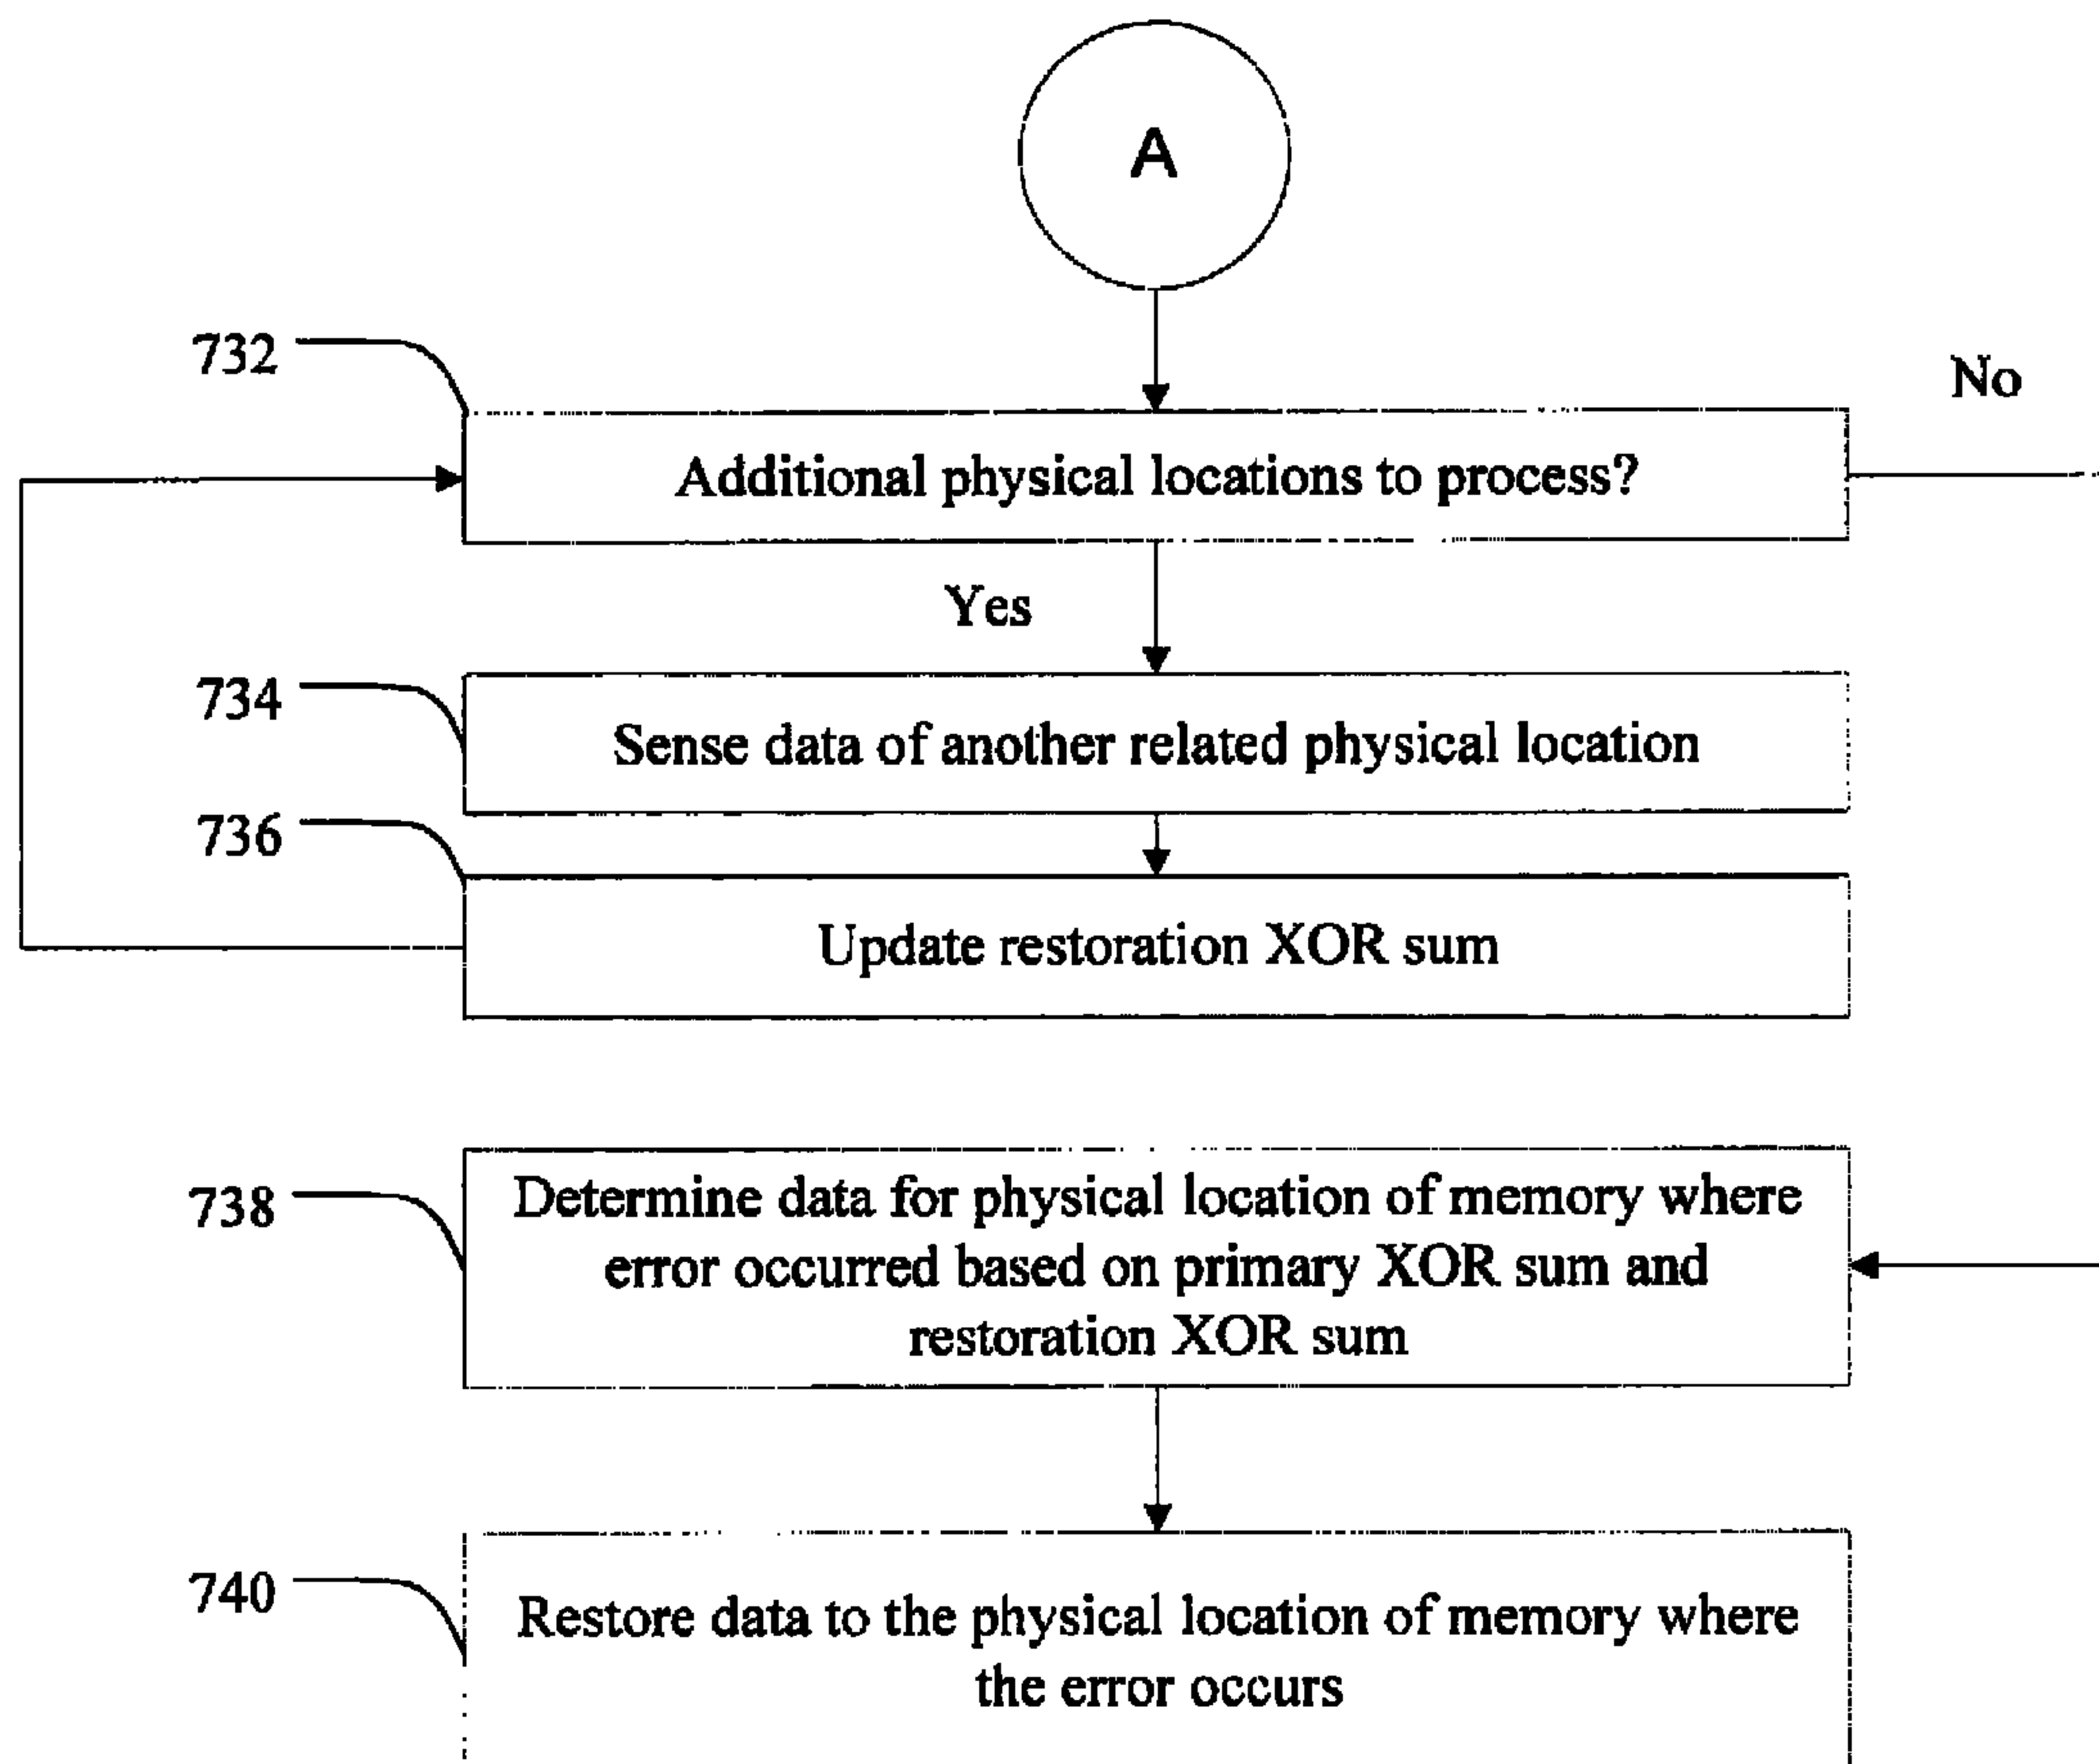 A
732
No
Additional physical locations to process?
Yes
734
Sense data of another related physical location
736
Update restoration XOR sum
738
Determine data for physical location of memory where
error occurred based on primary XOR sum and
restoration XOR sum
740
Restore data to the physical location of memory where
the error occurs